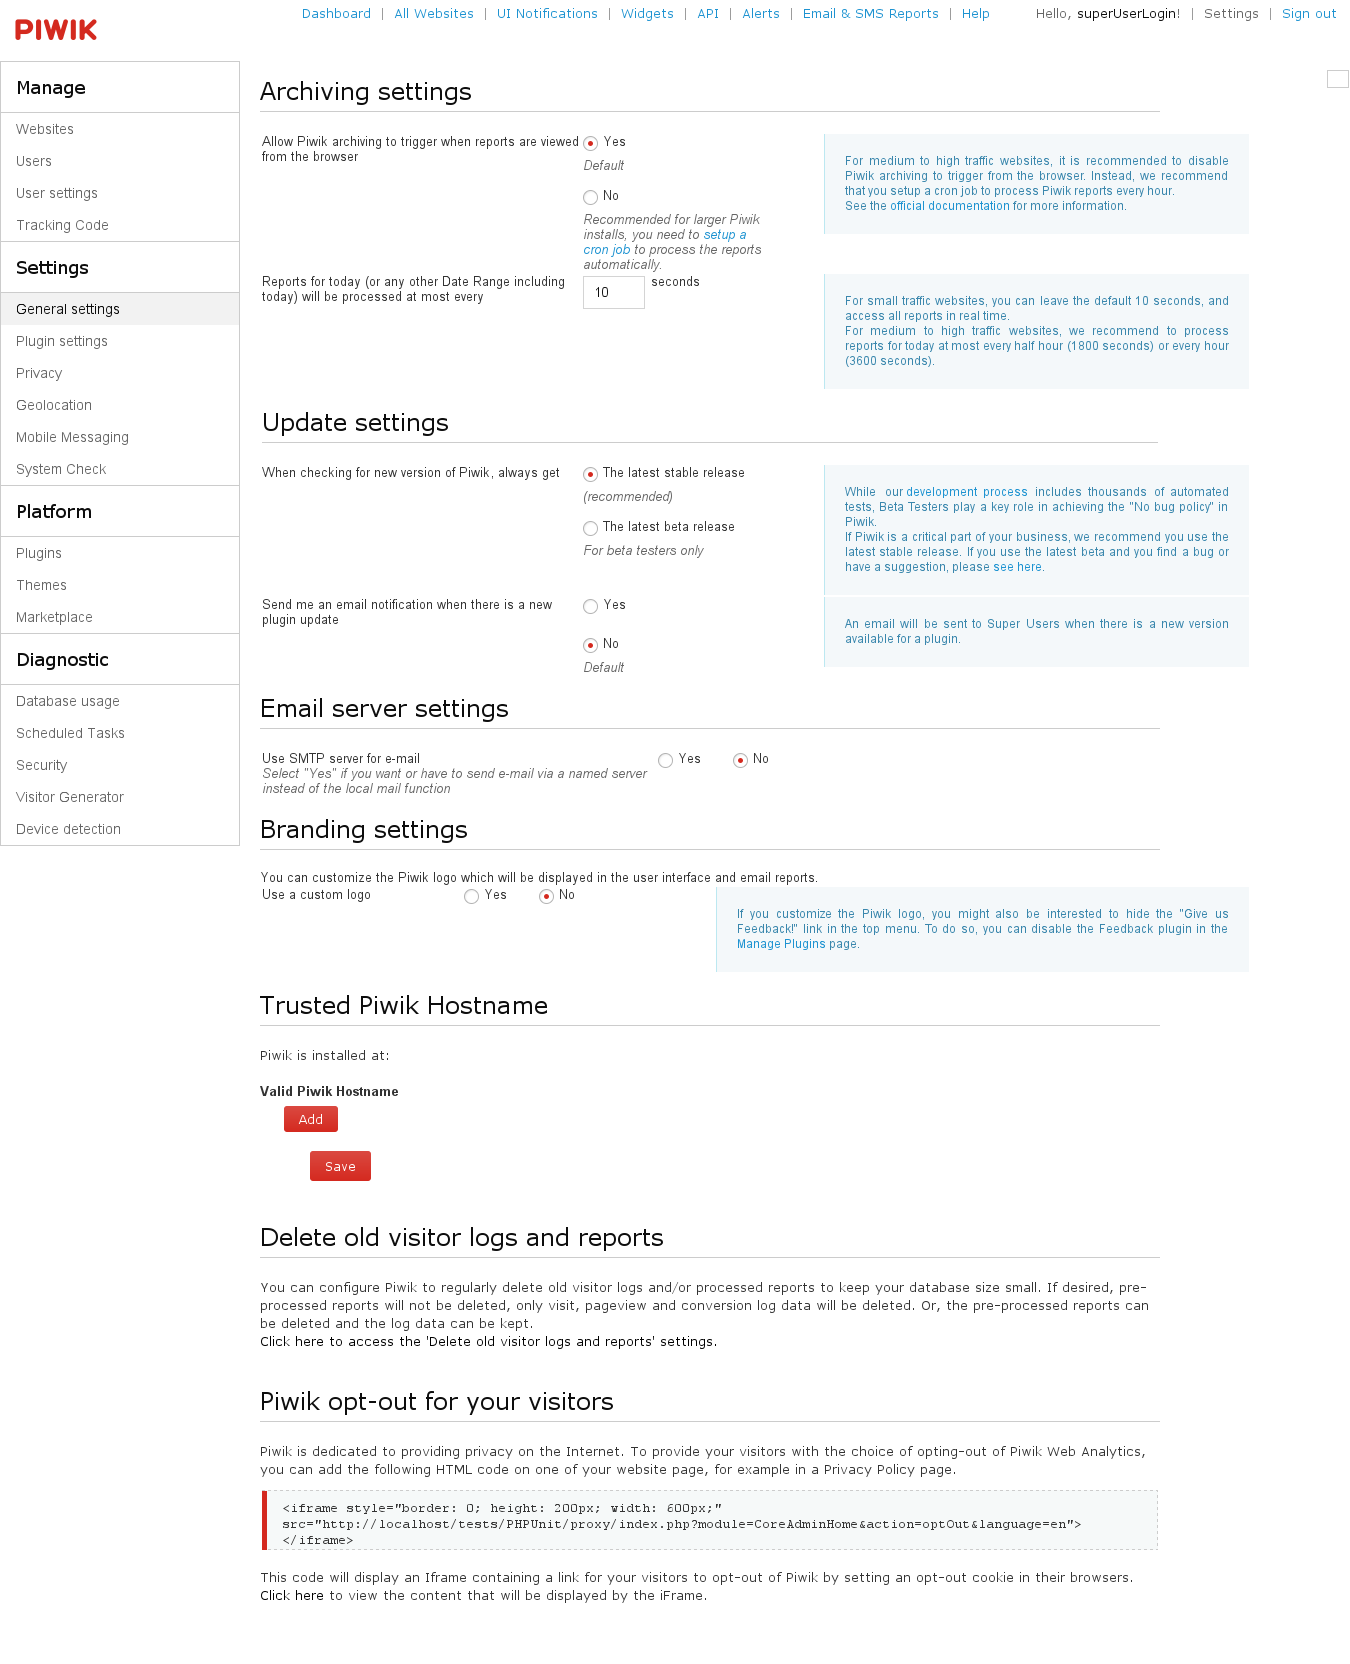 PIWIK
Dashboard | All Websites | UI Notifications | Widgets | API | Alerts | Email & SMS Reports | Help
Hello, superUserLogin! | Settings | Sign out
Manage
Websites
Users
User settings
Tracking Code
Settings
General settings
Plugin settings
Privacy
Geolocation
Mobile Messaging
System Check
Platform
Plugins
Themes
Marketplace
Diagnostic
Database usage
Scheduled Tasks
Security
Visitor Generator
Device detection
Archiving settings
Allow Piwik archiving to trigger when reports are viewed
from the browser
Yes
Default
No
Recommended for larger Piwik
installs, you need to setup a
cron job to process the reports
automatically.
For medium to high traffic websites, it is recommended to disable
Piwik archiving to trigger from the browser. Instead, we recommend
that you setup a cron job to process Piwik reports every hour.
See the official documentation for more information.
Reports for today (or any other Date Range including
today) will be processed at most every
10 seconds
For small traffic websites, you can leave the default 10 seconds, and
access all reports in real time.
For medium to high traffic websites, we recommend to process
reports for today at most every half hour (1800 seconds) or every hour
(3600 seconds).
Update settings
When checking for new version of Piwik, always get
The latest stable release
(recommended)
The latest beta release
For beta testers only
While our development process includes thousands of automated
tests, Beta Testers play a key role in achieving the "No bug policy" in
Piwik.
If Piwik is a critical part of your business, we recommend you use the
latest stable release. If you use the latest beta and you find a bug or
have a suggestion, please see here.
Send me an email notification when there is a new
plugin update
Yes
No
Default
An email will be sent to Super Users when there is a new version
available for a plugin.
Email server settings
Use SMTP server for e-mail
Select "Yes" if you want or have to send e-mail via a named server
instead of the local mail function
Yes No
Branding settings
You can customize the Piwik logo which will be displayed in the user interface and email reports.
Use a custom logo Yes No
If you customize the Piwik logo, you might also be interested to hide the "Give us
Feedback!" link in the top menu. To do so, you can disable the Feedback plugin in the
Manage Plugins page.
Trusted Piwik Hostname
Piwik is installed at:
Valid Piwik Hostname
Add
Save
Delete old visitor logs and reports
You can configure Piwik to regularly delete old visitor logs and/or processed reports to keep your database size small. If desired, pre-
processed reports will not be deleted, only visit, pageview and conversion log data will be deleted. Or, the pre-processed reports can
be deleted and the log data can be kept.
Click here to access the 'Delete old visitor logs and reports' settings.
Piwik opt-out for your visitors
Piwik is dedicated to providing privacy on the Internet. To provide your visitors with the choice of opting-out of Piwik Web Analytics,
you can add the following HTML code on one of your website page, for example in a Privacy Policy page.
<iframe style="border: 0; height: 200px; width: 600px;"
src="http://localhost/tests/PHPUnit/proxy/index.php?module=CoreAdminHome&action=optOut&language=en">
</iframe>
This code will display an Iframe containing a link for your visitors to opt-out of Piwik by setting an opt-out cookie in their browsers.
Click here to view the content that will be displayed by the iFrame.